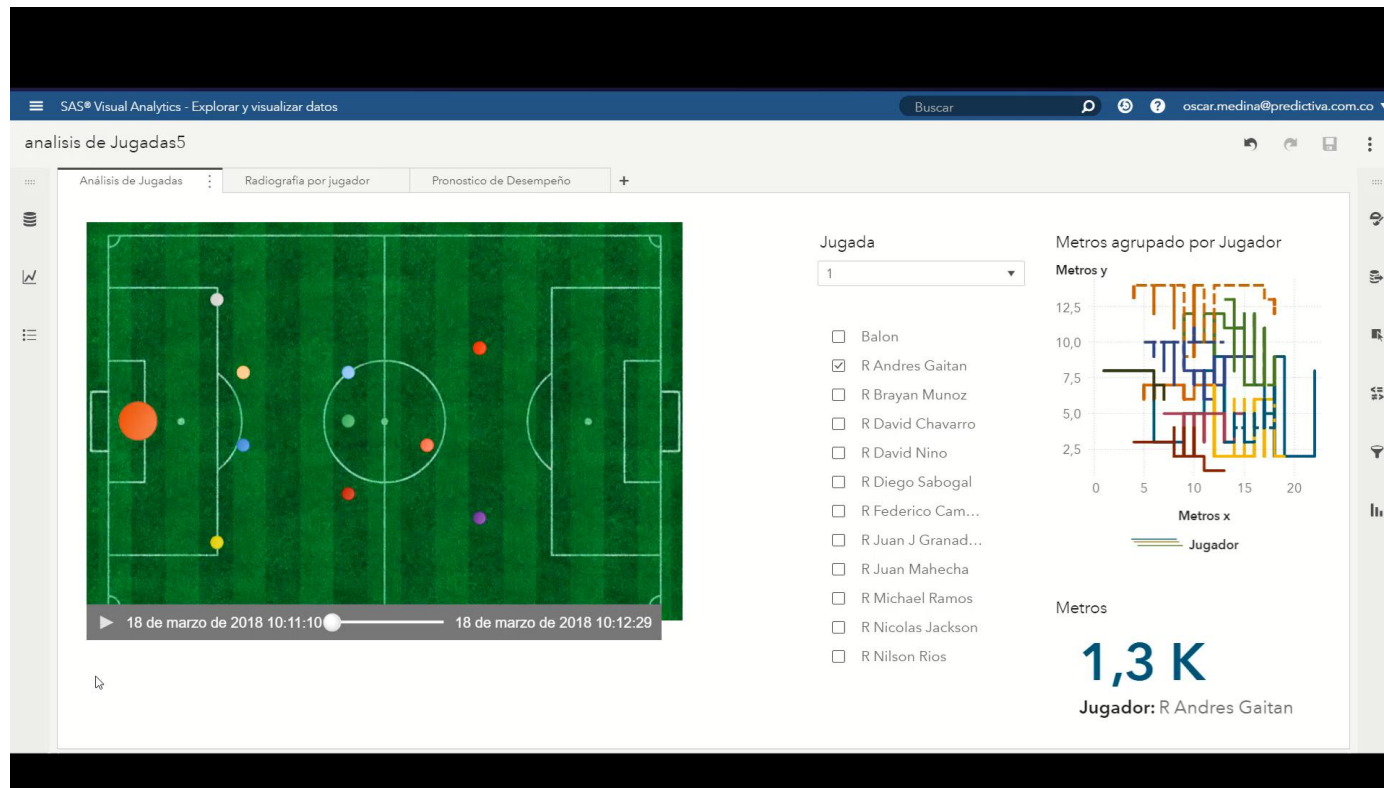 SAS® Visual Analytics - Explorar y visualizar datos
Buscar
oscar.medina@predictiva.com.co
analisis de Jugadas5
Análisis de Jugadas
Radiografia por jugador
Pronostico de Desempeño
+
Jugada
1
Balon
R Andres Gaitan
R Brayan Munoz
R David Chavarro
R David Nino
R Diego Sabogal
R Federico Cam...
R Juan J Granad...
R Juan Mahecha
R Michael Ramos
R Nicolas Jackson
R Nilson Rios
18 de marzo de 2018 10:11:10
18 de marzo de 2018 10:12:29
Metros agrupado por Jugador
Metros y
12,5
10,0
7,5
5,0
2,5
0 5 10 15 20
Metros x
Jugador
Metros
1,3 K
Jugador: R Andres Gaitan